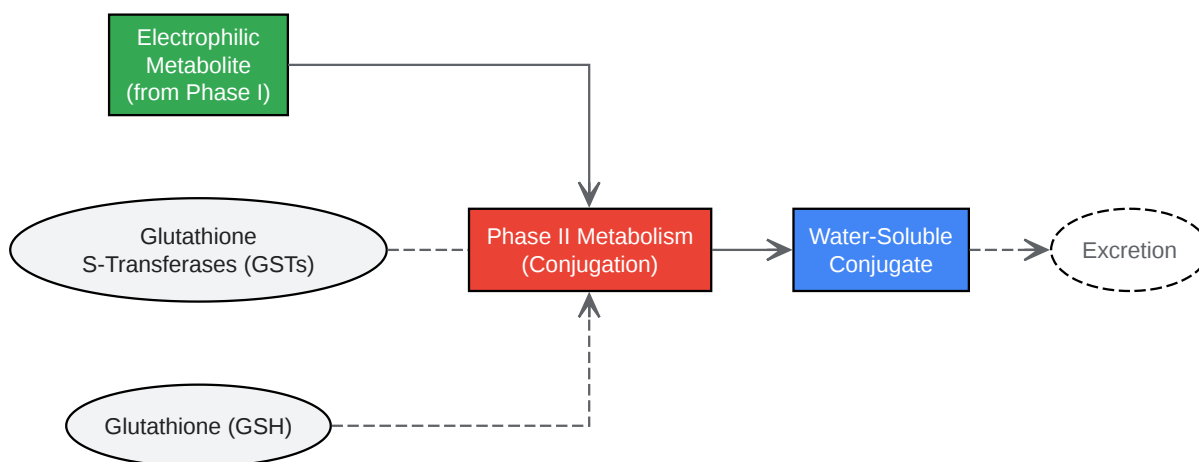 Electrophilic
Metabolite
(from Phase I)
Glutathione
S-Transferases (GSTs)
Phase II Metabolism
(Conjugation)
Water-Soluble
Conjugate
Excretion
Glutathione (GSH)